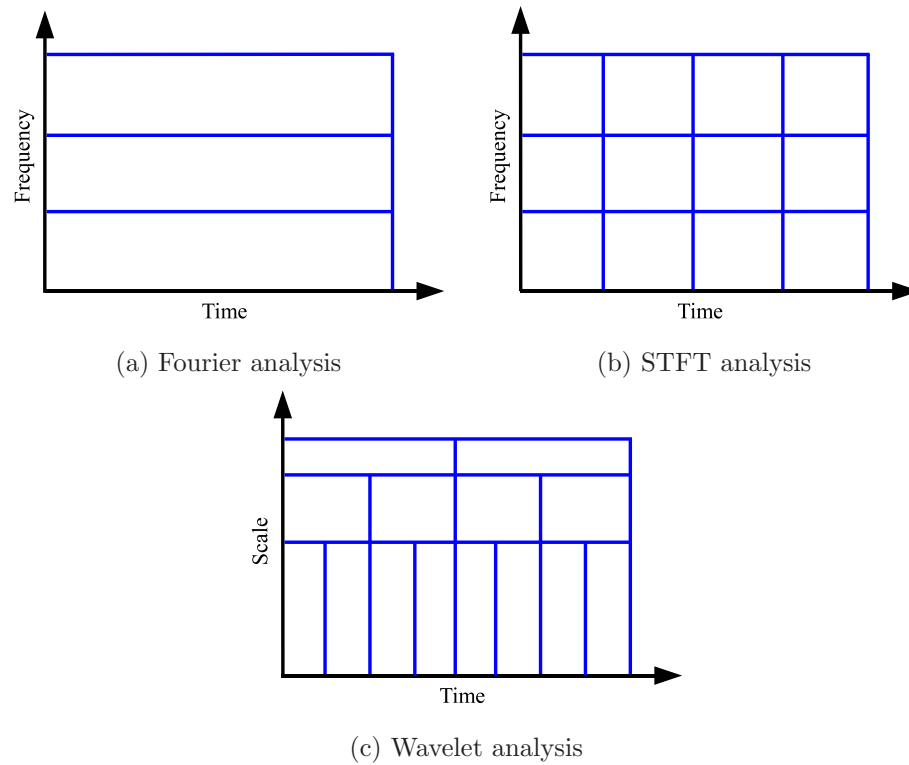 Frequency
Time
(a) Fourier analysis
Frequency
Time
(b) STFT analysis
Scale
Time
(c) Wavelet analysis